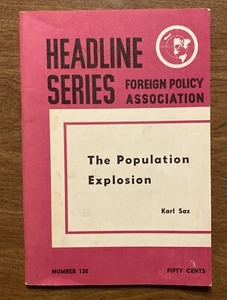 HEADLINE
SERIES FOREIGN POLICY
ASSOCIATION
The Population
Explosion
Karl Sax
NUMBER 120
FIFTY CENTS